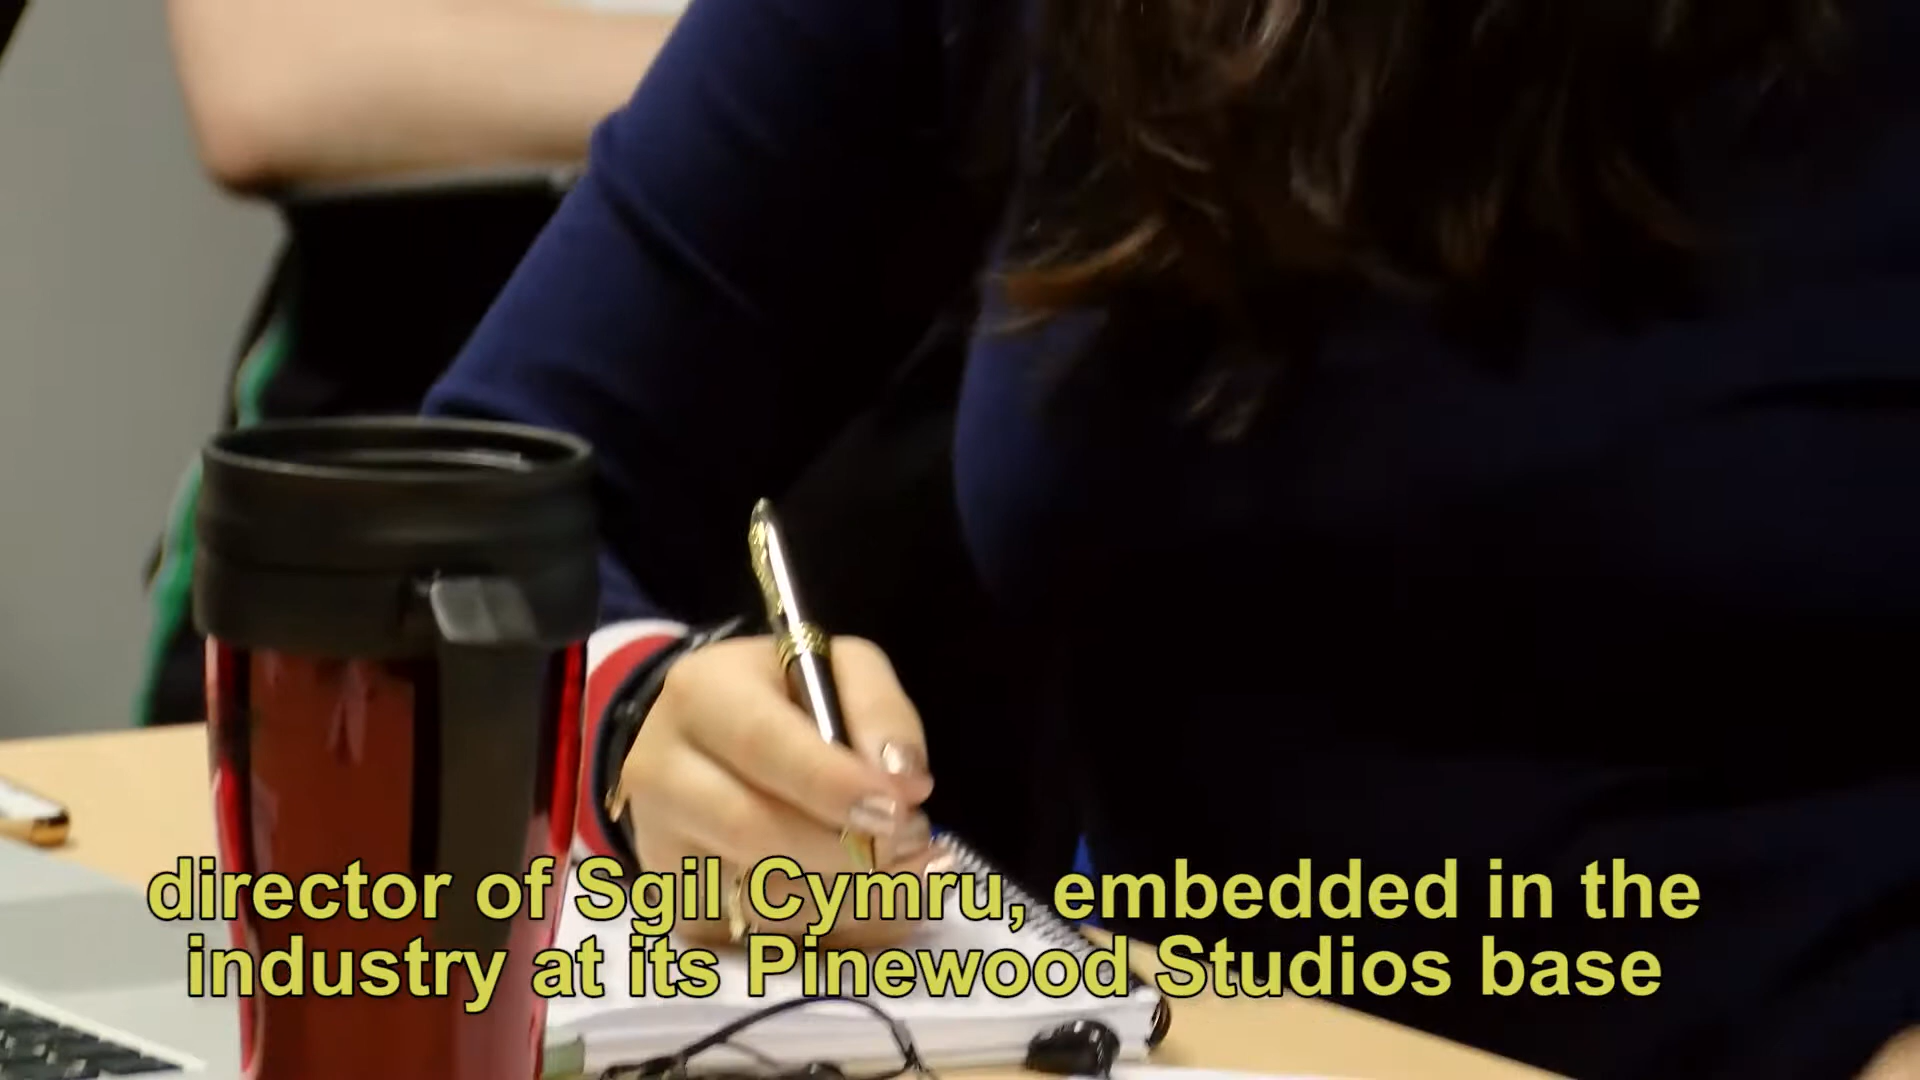 director of Sgil Cymru, embedded in the
industry at its Pinewood Studios base